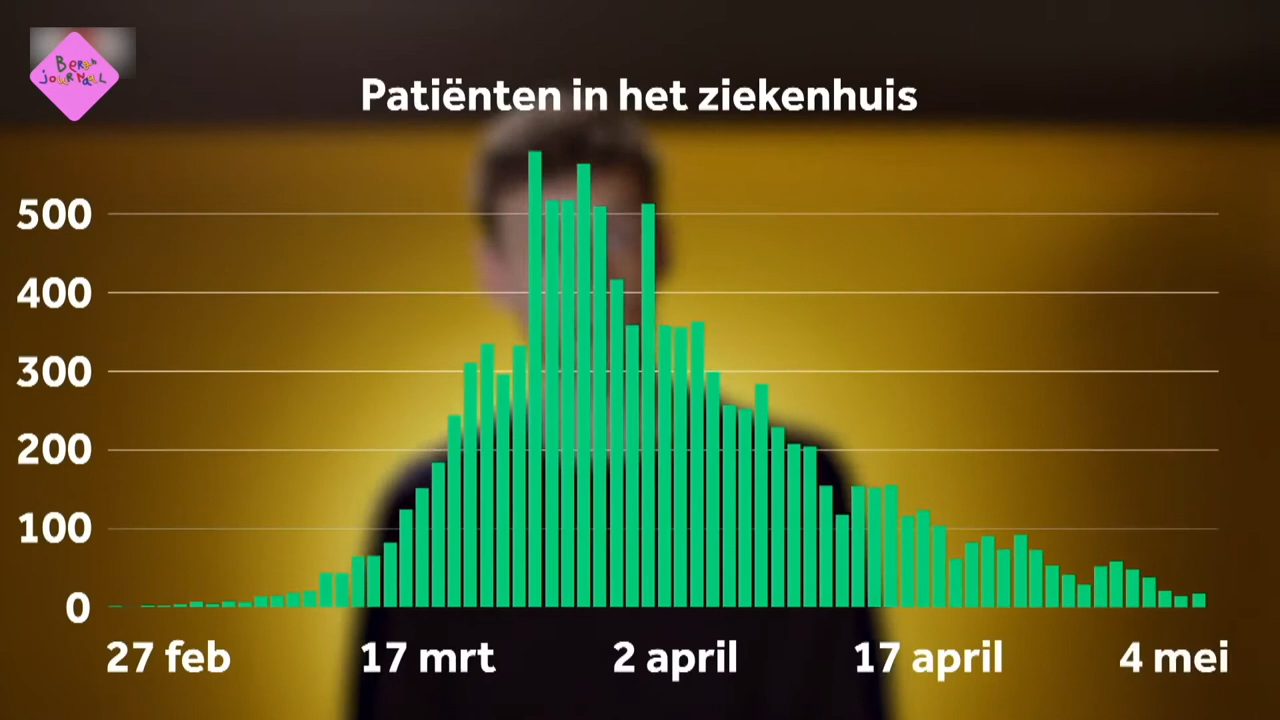 Patiënten in het ziekenhuis
500
400
300
200
100
0
27 feb
17 mrt
2 april
17 april
4 mei